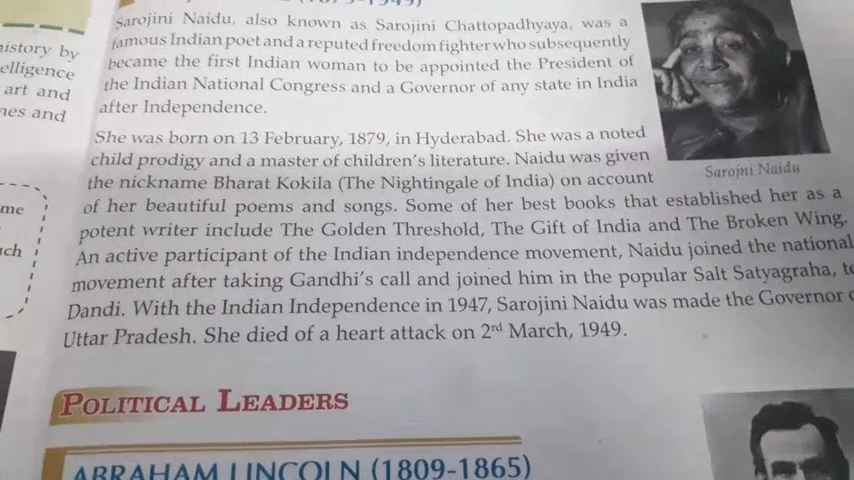 Sarojini Naidu, also known as Sarojini Chattopadhyaya, was a
famous Indian poet and a reputed freedom fighter who subsequently
became the first Indian woman to be appointed the President of
the Indian National Congress and a Governor of any state in India
after Independence.
She was born on 13 February, 1879, in Hyderabad. She was a noted
child prodigy and a master of children's literature. Naidu was given
the nickname Bharat Kokila (The Nightingale of India) on account
of her beautiful poems and songs. Some of her best books that established her as a
potent writer include The Golden Threshold, The Gift of India and The Broken Wing.
An active participant of the Indian independence movement, Naidu joined the national
movement after taking Gandhi's call and joined him in the popular Salt Satyagraha, to
Dandi. With the Indian Independence in 1947, Sarojini Naidu was made the Governor
Uttar Pradesh. She died of a heart attack on 2nd March, 1949.
Sarojni Naidu
history by
elligence
art and
nes and
me
uch
POLITICAL LEADERS
ABRAHAM LINCOLN (1809-1865)